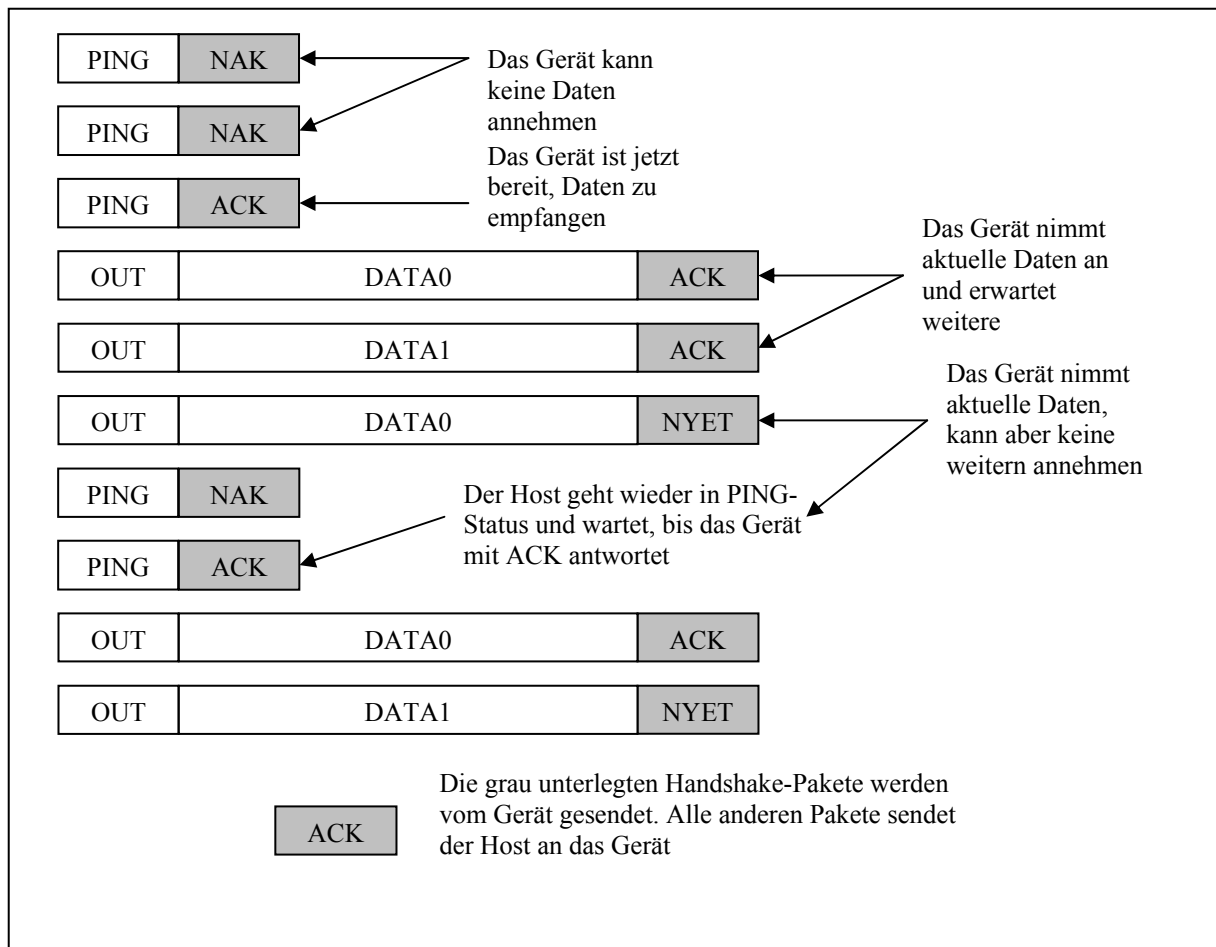 PING NAK
Das Gerät kann
keine Daten
annehmen
PING NAK
Das Gerät ist jetzt
bereit, Daten zu
empfangen
PING ACK
Das Gerät nimmt
aktuelle Daten an
und erwartet
weitere
OUT DATA0 ACK
OUT DATA1 ACK
Das Gerät nimmt
aktuelle Daten,
kann aber keine
weitern annehmen
OUT DATA0 NYET
PING NAK
Der Host geht wieder in PING-
Status und wartet, bis das Gerät
mit ACK antwortet
PING ACK
OUT DATA0 ACK
OUT DATA1 NYET
Die grau unterlegten Handshake-Pakete werden
vom Gerät gesendet. Alle anderen Pakete sendet
der Host an das Gerät
ACK